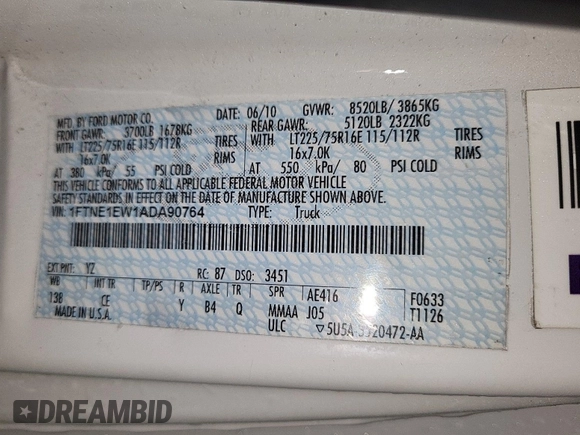 MFD. BY FORD MOTOR CO. DATE: 06/10 GVWR: 8520LB/ 3865KG
FRONT GAWR: 3700LB 1678KG REAR GAWR: 5120LB 2322KG
WITH LT225/75R16E 115/112R TIRES WITH LT225/75R16E 115/112R TIRES
16x7.0K RIMS 16x7.0K RIMS
AT 380 kPa/ 55 PSI COLD AT 550 kPa/ 80 PSI COLD
THIS VEHICLE CONFORMS TO ALL APPLICABLE FEDERAL MOTOR VEHICLE
SAFETY STANDARDS IN EFFECT ON THE DATE OF MANUFACTURE SHOWN ABOVE.
VIN: 1FTNE1EW1ADA90764 TYPE: Truck
EXT PNT: YZ RC: 87 DSO: 3451
WB TP/PS R AXLE TR SPR AE416 F0633
138 CE Y B4 Q MMAA J05 T1126
MADE IN U.S.A. ULC
DREAMBID